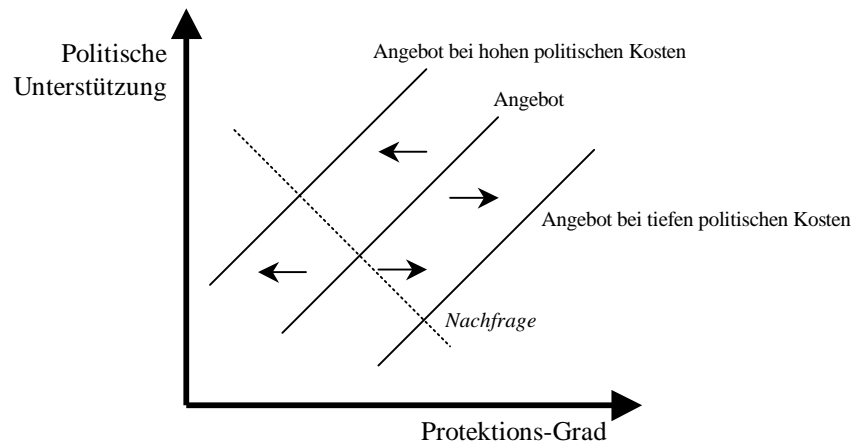 Politische
Unterstützung
Angebot bei hohen politischen Kosten
Angebot
Angebot bei tiefen politischen Kosten
Nachfrage
Protektions-Grad